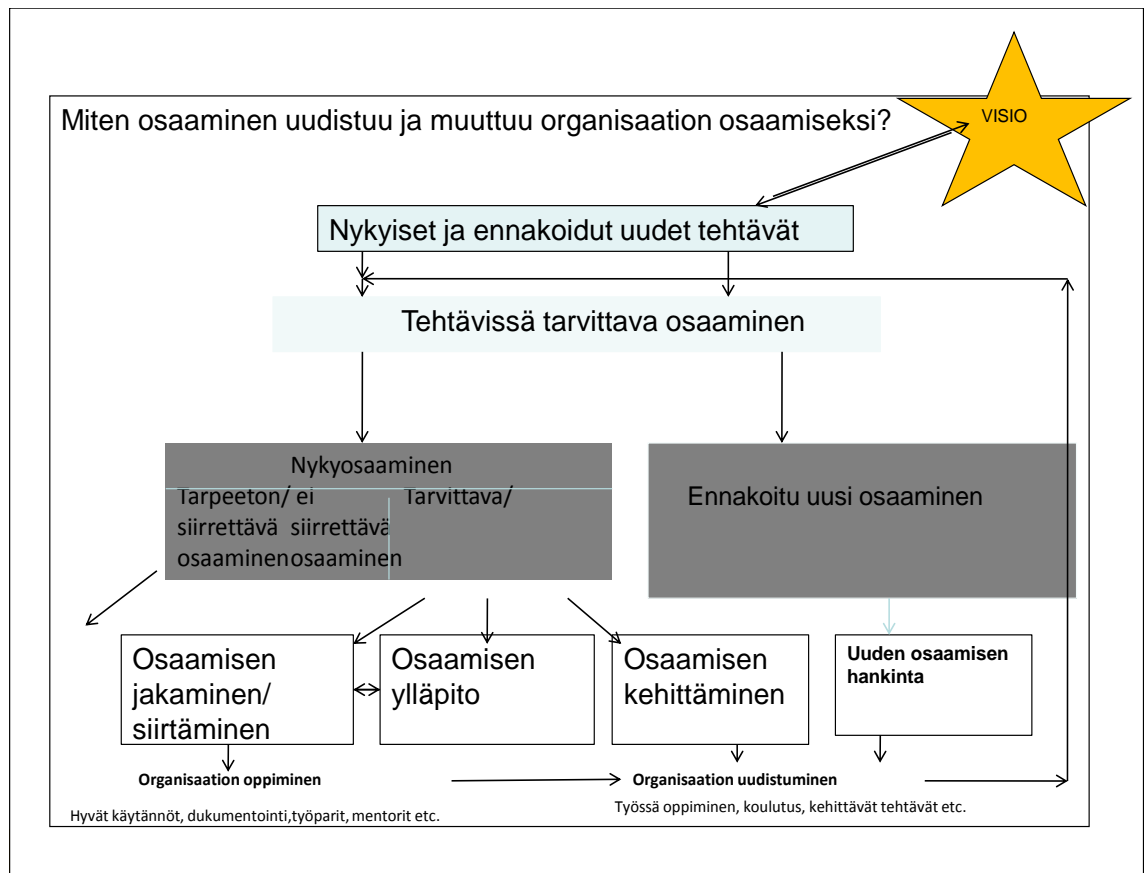 Miten osaaminen uudistuu ja muuttuu organisaation osaamiseksi?
VISIO
Nykyiset ja ennakoidut uudet tehtävät
Tehtävissä tarvittava osaaminen
Nykyosaaminen
Tarpeeton/ ei Tarvittava/
siirrettävä siirrettävä
osaaminen osaaminen
Ennakoitu uusi osaaminen
Osaamisen
jakaminen/
siirtäminen
Osaamisen
ylläpito
Osaamisen
kehittäminen
Uuden osaamisen
hankinta
Organisaation oppiminen
Organisaation uudistuminen
Hyvät käytännöt, dukumentointi,työparit, mentorit etc.
Työssä oppiminen, koulutus, kehittävät tehtävät etc.